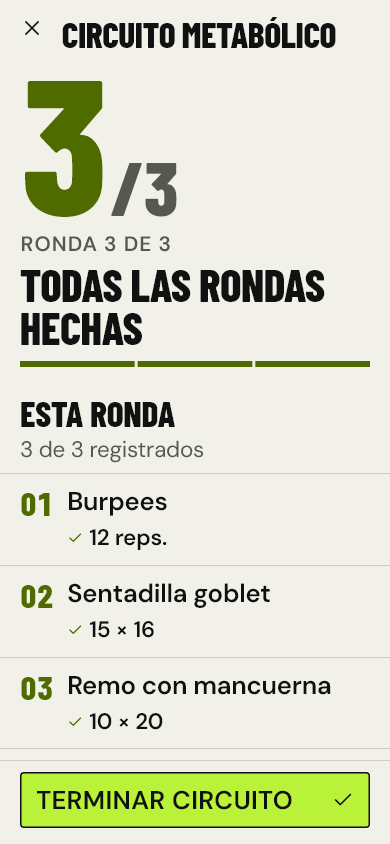 CIRCUITO METABÓLICO
3/3
RONDA 3 DE 3
TODAS LAS RONDAS
HECHAS
ESTA RONDA
3 de 3 registrados
01 Burpees
12 reps.
02 Sentadilla goblet
15 × 16
03 Remo con mancuerna
10 × 20
TERMINAR CIRCUITO